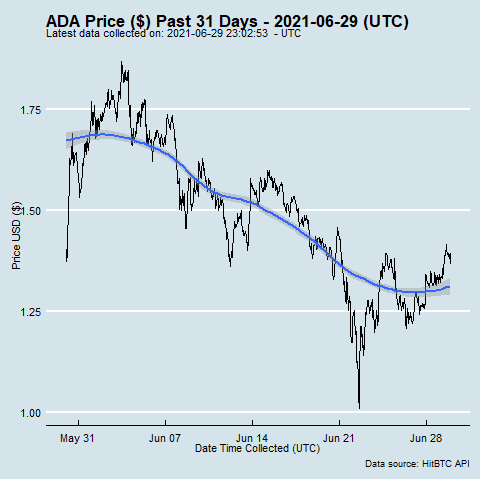 ADA Price ($) Past 31 Days - 2021-06-29 (UTC)
Latest data collected on: 2021-06-29 23:02:53 - UTC
Price USD ($)
1.75
1.50
1.25
1.00
May 31 Jun 07 Jun 14 Jun 21 Jun 28
Date Time Collected (UTC)
Data source: HitBTC API